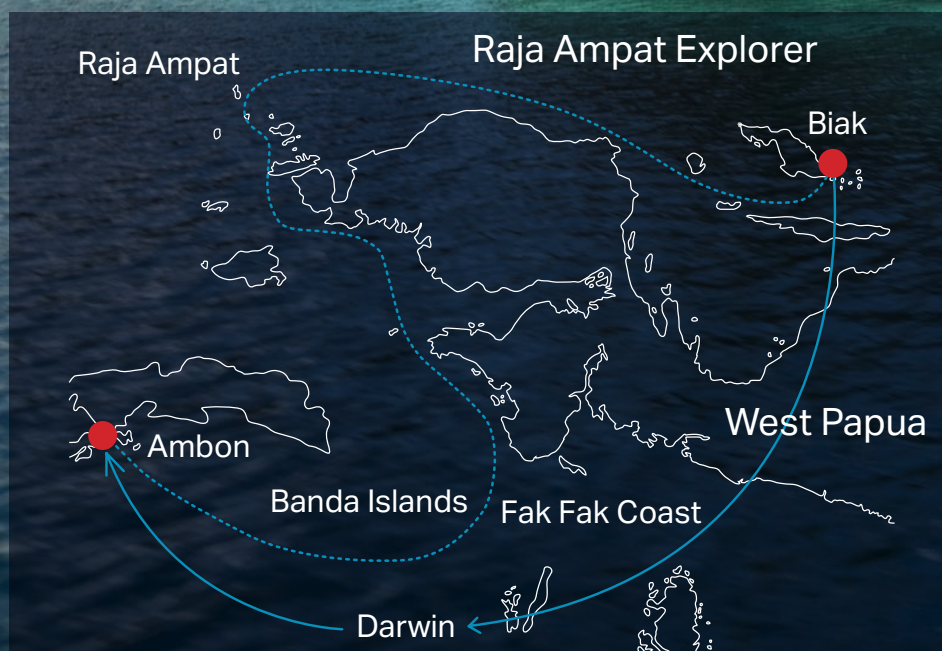 Raja Ampat Explorer
Raja Ampat
Biak
West Papua
Ambon
Banda Islands
Fak Fak Coast
Darwin